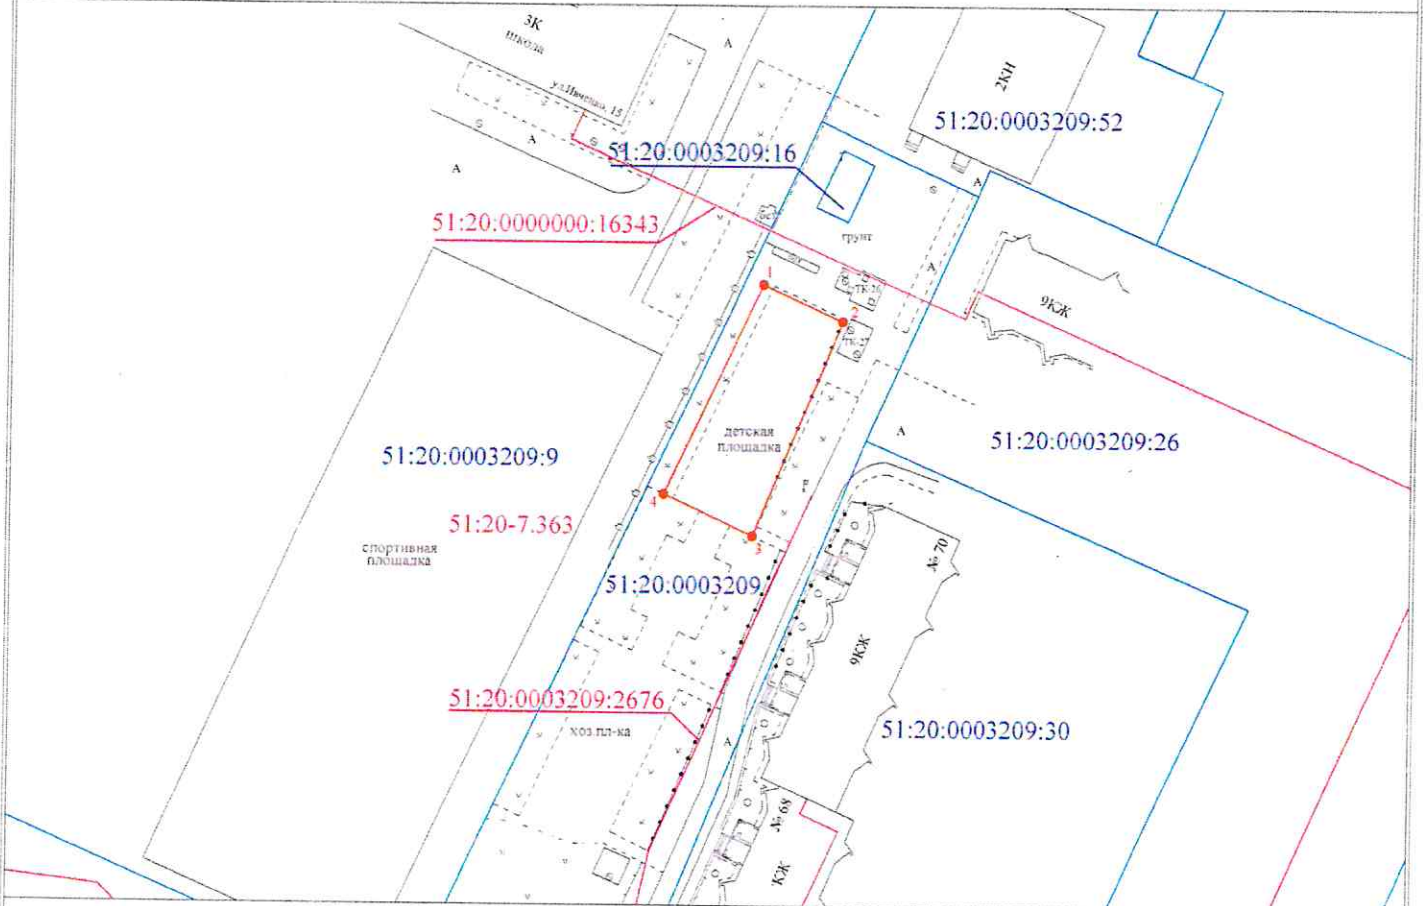 3К
школа
А
ул.Ивченко, 15
2КН
51:20:0003209:52
А
51:20:0003209:16
А
А
51:20:0000000:16343
грунт
А
1
ТК-26
9КЖ
2
ТК-27
детская
площадка
А
51:20:0003209:26
51:20:0003209:9
4
51:20-7.363
3
спортивная
площадка
№ 70
51:20:0003209
9КЖ
51:20:0003209:2676
хоз.пл-ка
А
51:20:0003209:30
№ 68
КЖ